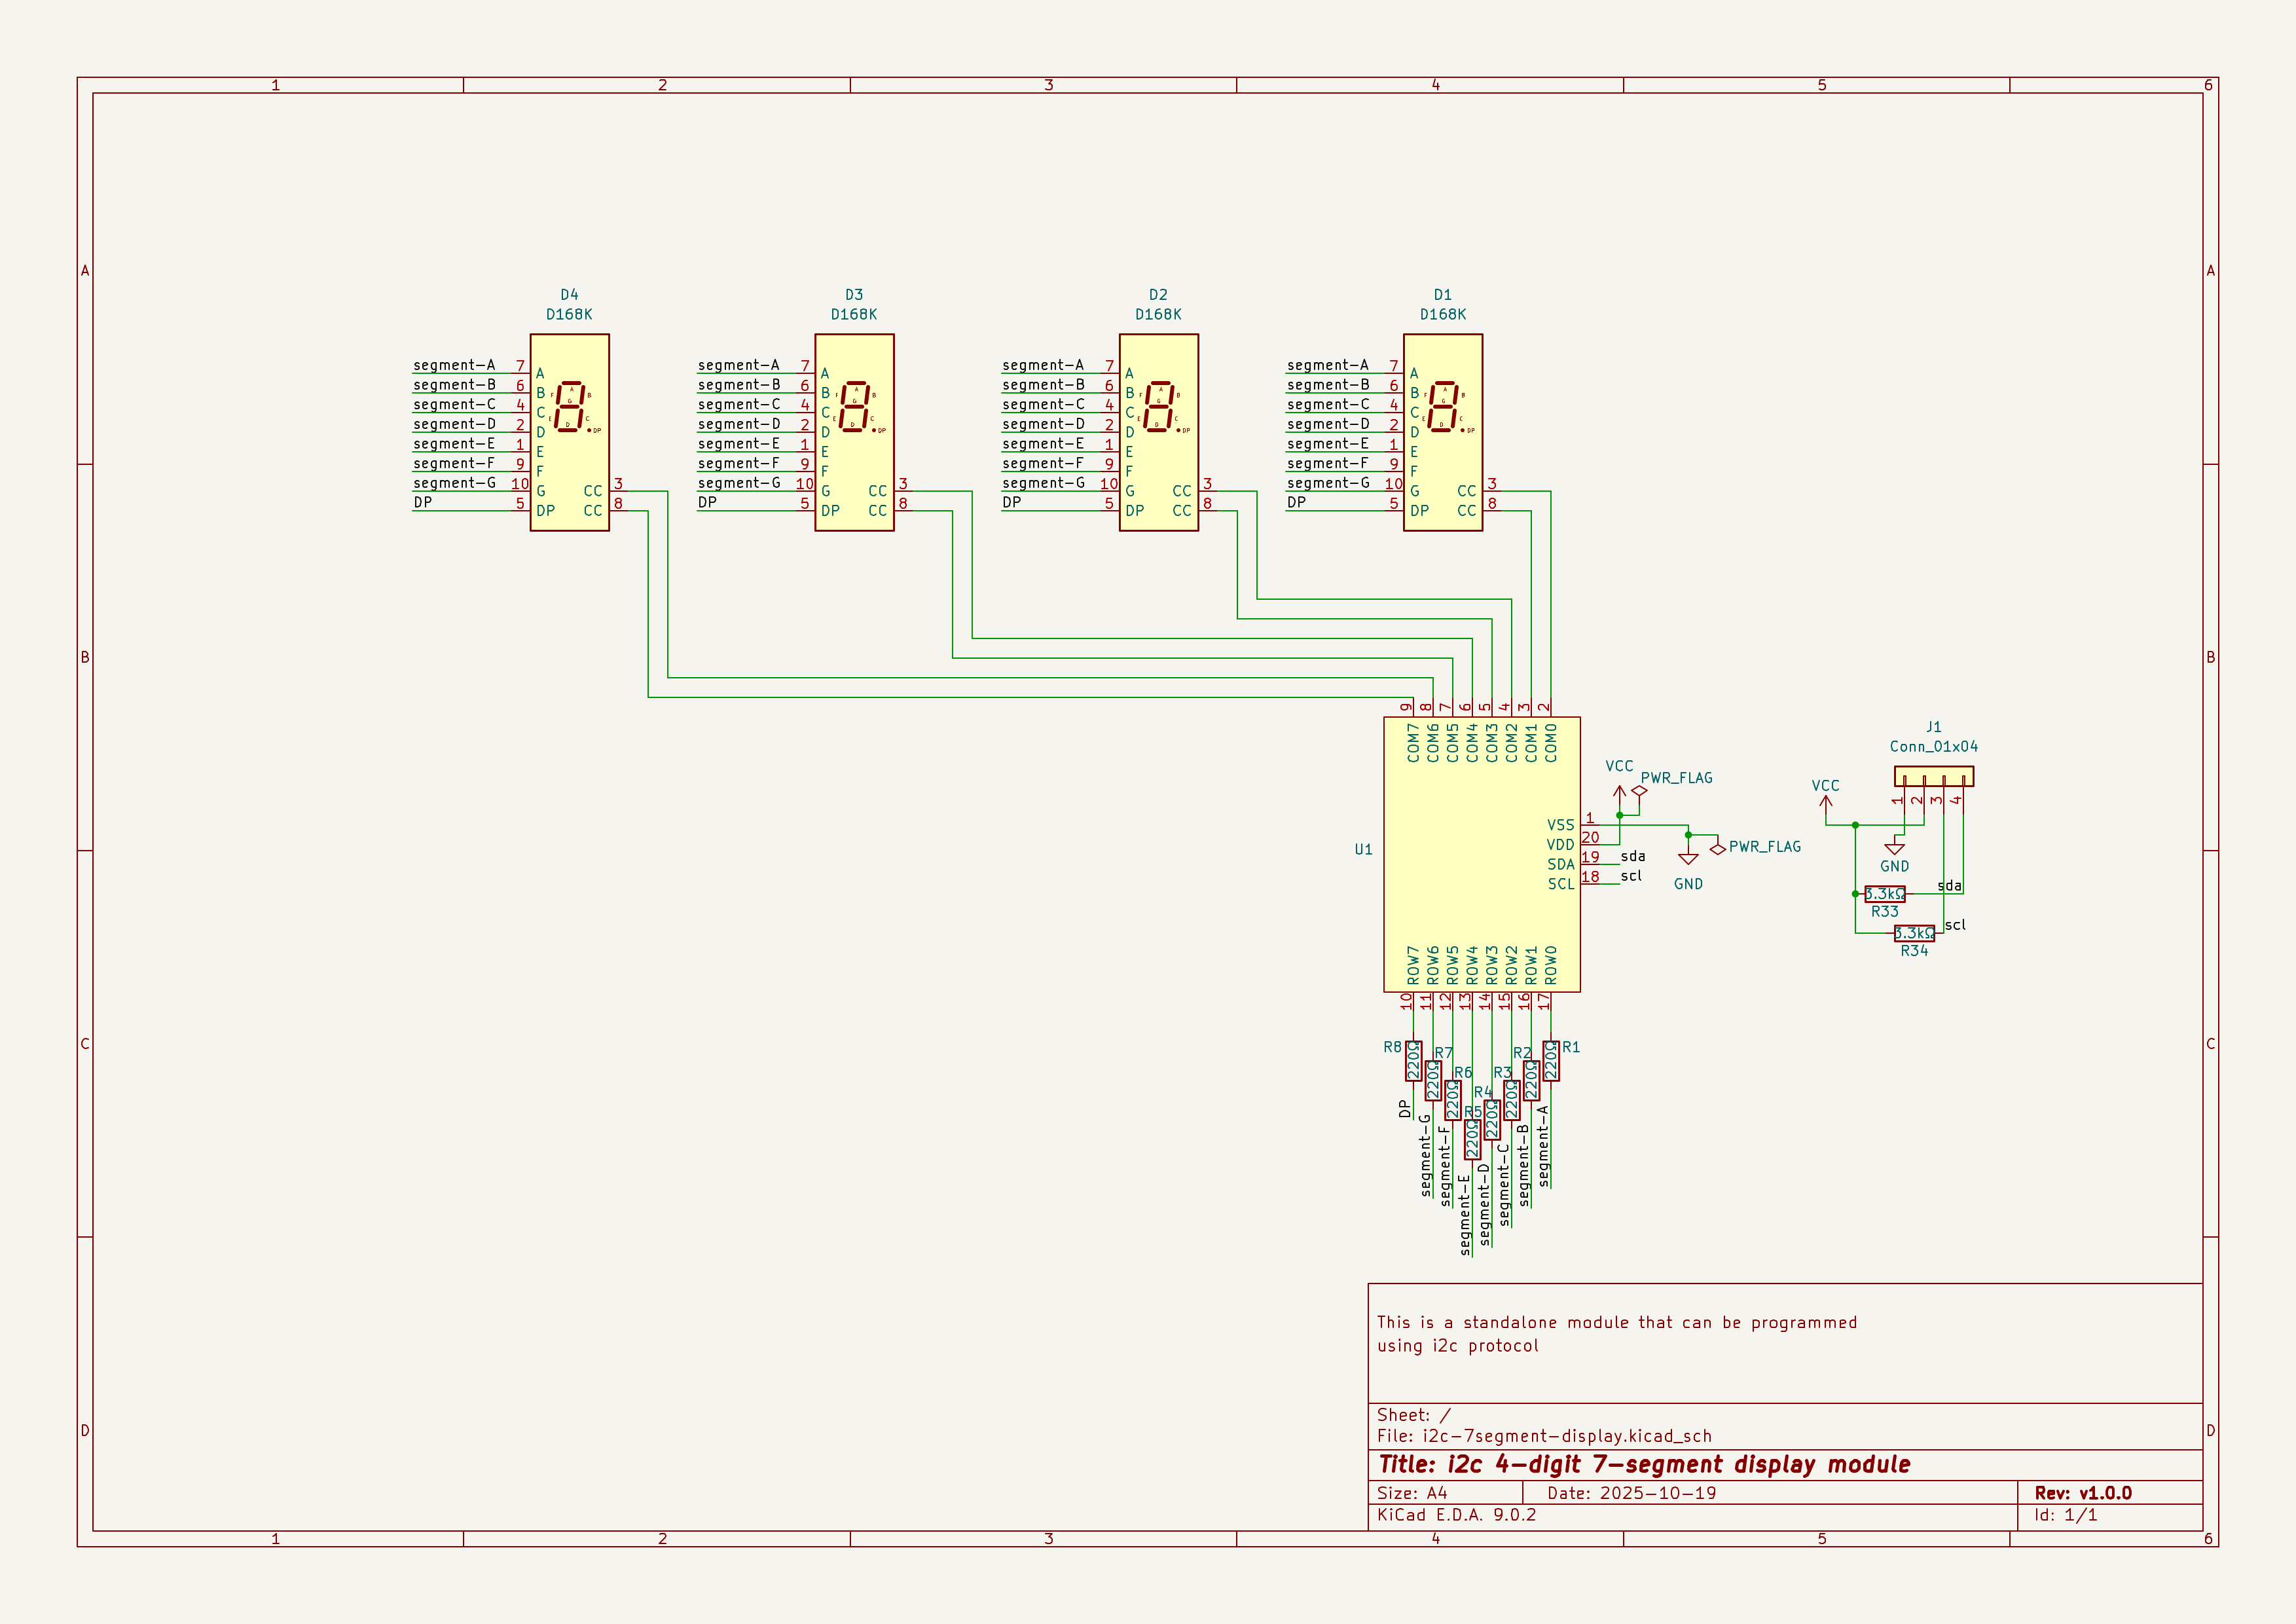 1 2 3 4 5 6
A A
B B
C C
D D
D4
D168K
D3
D168K
D2
D168K
D1
D168K
segment-A 7 A
segment-B 6 B
segment-C 4 C
segment-D 2 D
segment-E 1 E
segment-F 9 F
segment-G 10 G CC 3
DP 5 DP CC 8
A
F B
G
E C
D
DP
segment-A 7 A
segment-B 6 B
segment-C 4 C
segment-D 2 D
segment-E 1 E
segment-F 9 F
segment-G 10 G CC 3
DP 5 DP CC 8
A
F B
G
E C
D
DP
segment-A 7 A
segment-B 6 B
segment-C 4 C
segment-D 2 D
segment-E 1 E
segment-F 9 F
segment-G 10 G CC 3
DP 5 DP CC 8
A
F B
G
E C
D
DP
segment-A 7 A
segment-B 6 B
segment-C 4 C
segment-D 2 D
segment-E 1 E
segment-F 9 F
segment-G 10 G CC 3
DP 5 DP CC 8
A
F B
G
E C
D
DP
9 8 7 6 5 4 3 2
COM7 COM6 COM5 COM4 COM3 COM2 COM1 COM0
U1
VSS 1
VDD 20
SDA 19 sda
SCL 18 scl
VCC
PWR_FLAG
PWR_FLAG
GND
ROW7 ROW6 ROW5 ROW4 ROW3 ROW2 ROW1 ROW0
10 11 12 13 14 15 16 17
R8 220Ω
R7 220Ω
R6 220Ω
R5 220Ω
R4 220Ω
R3 220Ω
R2 220Ω
R1 220Ω
DP
segment-G
segment-F
segment-E
segment-D
segment-C
segment-B
segment-A
J1
Conn_01x04
1 2 3 4
VCC
GND
sda
3.3kΩ
R33
scl
3.3kΩ
R34
This is a standalone module that can be programmed
using i2c protocol
Sheet: /
File: i2c-7segment-display.kicad_sch
Title: i2c 4-digit 7-segment display module
Size: A4 Date: 2025-10-19 Rev: v1.0.0
KiCad E.D.A. 9.0.2 Id: 1/1
1 2 3 4 5 6